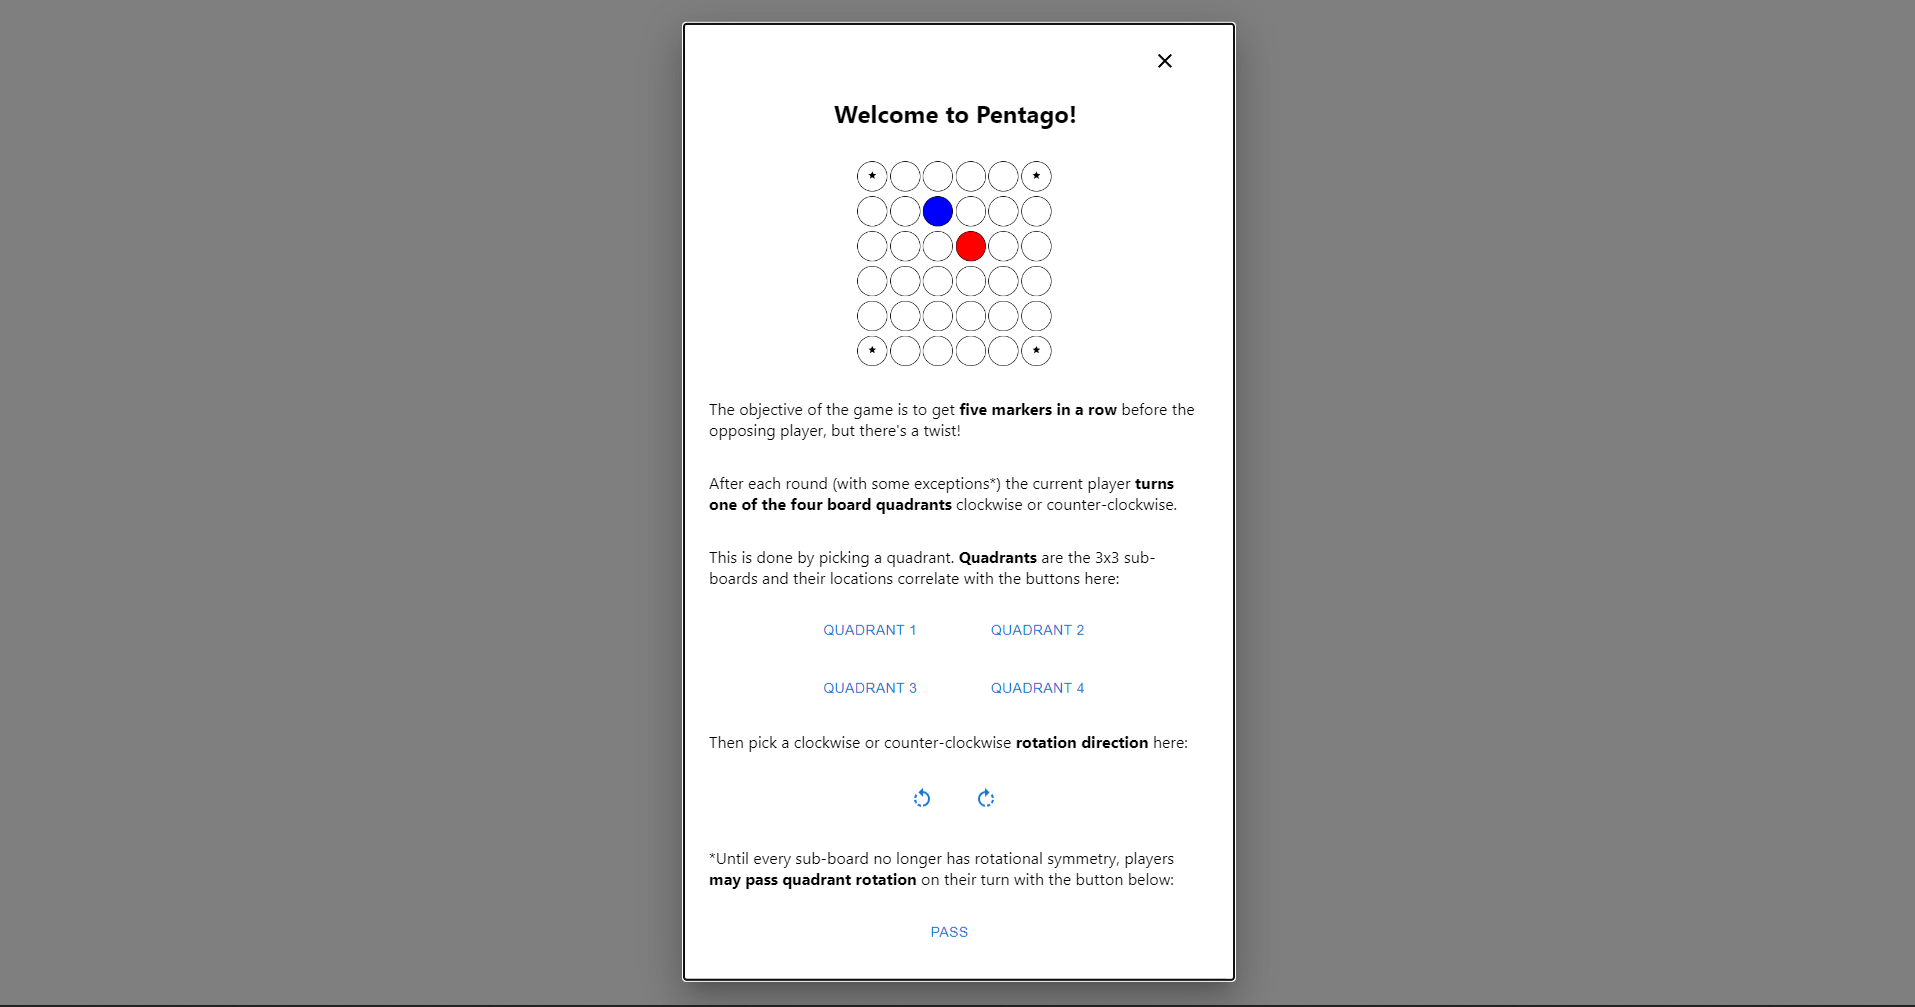 Welcome to Pentago!
The objective of the game is to get five markers in a row before the
opposing player, but there's a twist!
After each round (with some exceptions*) the current player turns
one of the four board quadrants clockwise or counter-clockwise.
This is done by picking a quadrant. Quadrants are the 3x3 sub-
boards and their locations correlate with the buttons here:
QUADRANT 1 QUADRANT 2
QUADRANT 3 QUADRANT 4
Then pick a clockwise or counter-clockwise rotation direction here:
*Until every sub-board no longer has rotational symmetry, players
may pass quadrant rotation on their turn with the button below:
PASS